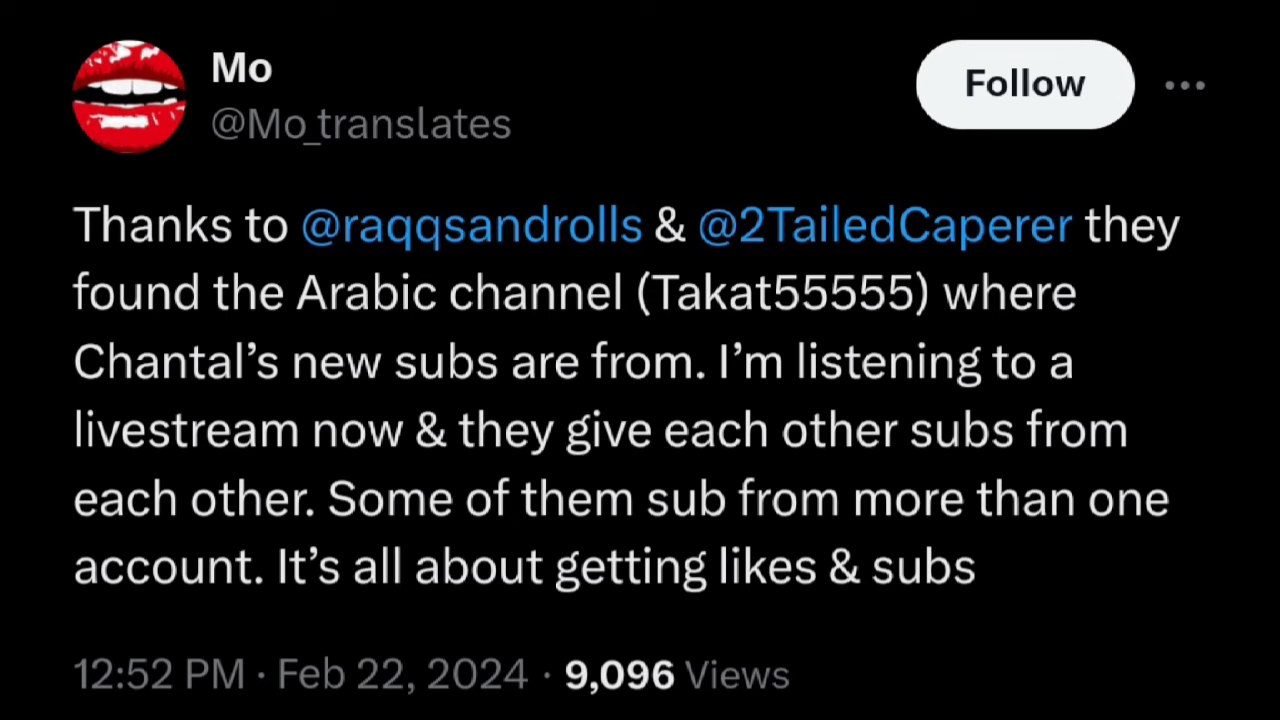 Mo
@Mo_translates
Follow
Thanks to @raqqsandrolls & @2TailedCaperer they
found the Arabic channel (Takat55555) where
Chantal’s new subs are from. I’m listening to a
livestream now & they give each other subs from
each other. Some of them sub from more than one
account. It’s all about getting likes & subs
12:52 PM · Feb 22, 2024 · 9,096 Views